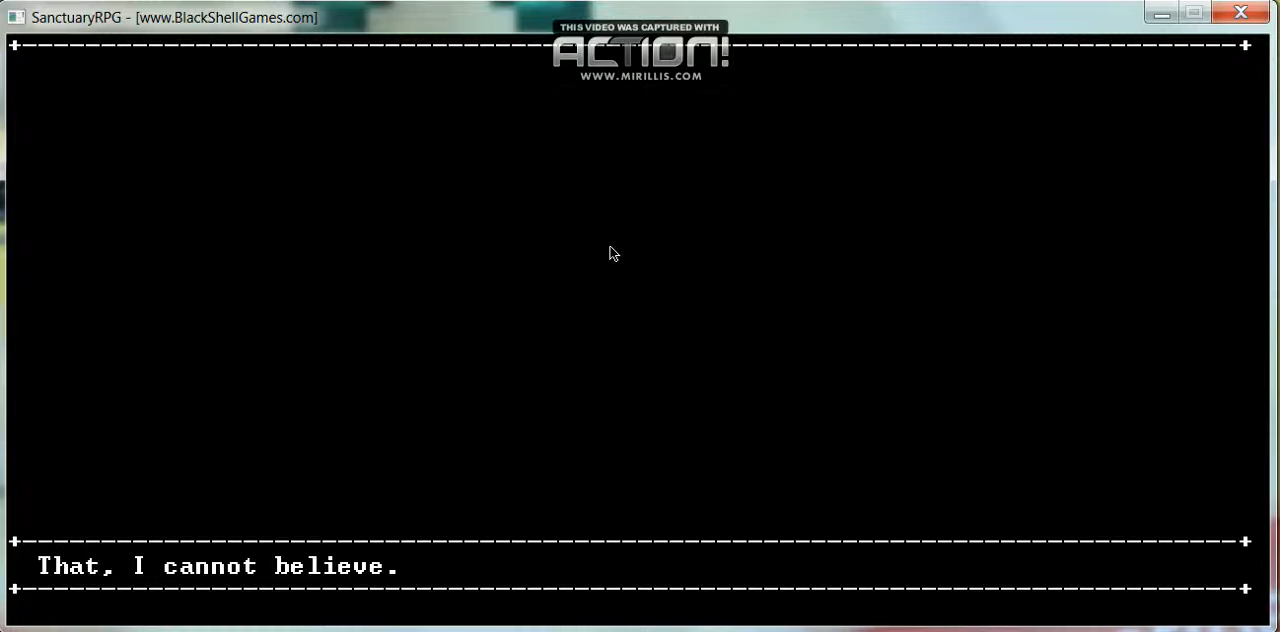 SanctuaryRPG - [www.BlackShellGames.com]
THIS VIDEO WAS CAPTURED WITH
ACTION!
WWW.MIRILLIS.COM
That, I cannot believe.